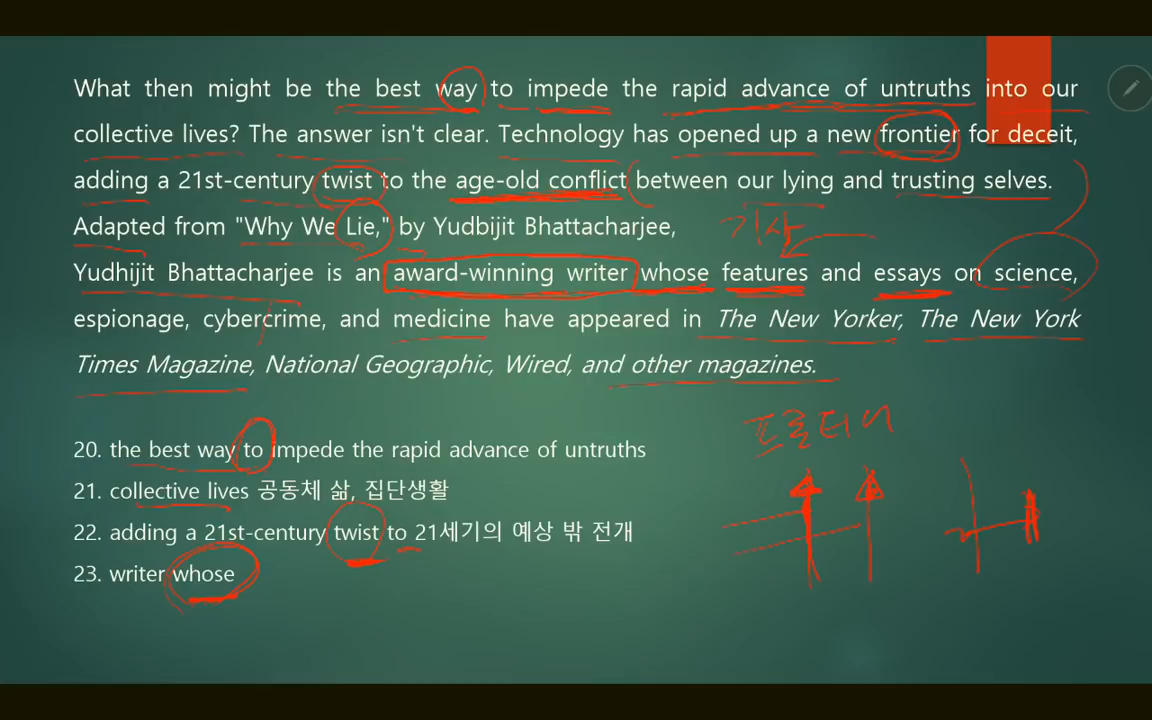 What then might be the best way to impede the rapid advance of untruths into our
collective lives? The answer isn't clear. Technology has opened up a new frontier for deceit,
adding a 21st-century twist to the age-old conflict between our lying and trusting selves.
Adapted from "Why We Lie," by Yudbijit Bhattacharjee,
기사
Yudhijit Bhattacharjee is an award-winning writer whose features and essays on science,
espionage, cybercrime, and medicine have appeared in The New Yorker, The New York
Times Magazine, National Geographic, Wired, and other magazines.
프론티어
20. the best way to impede the rapid advance of untruths
21. collective lives 공동체 삶, 집단생활
22. adding a 21st-century twist to 21세기의 예상 밖 전개
23. writer whose